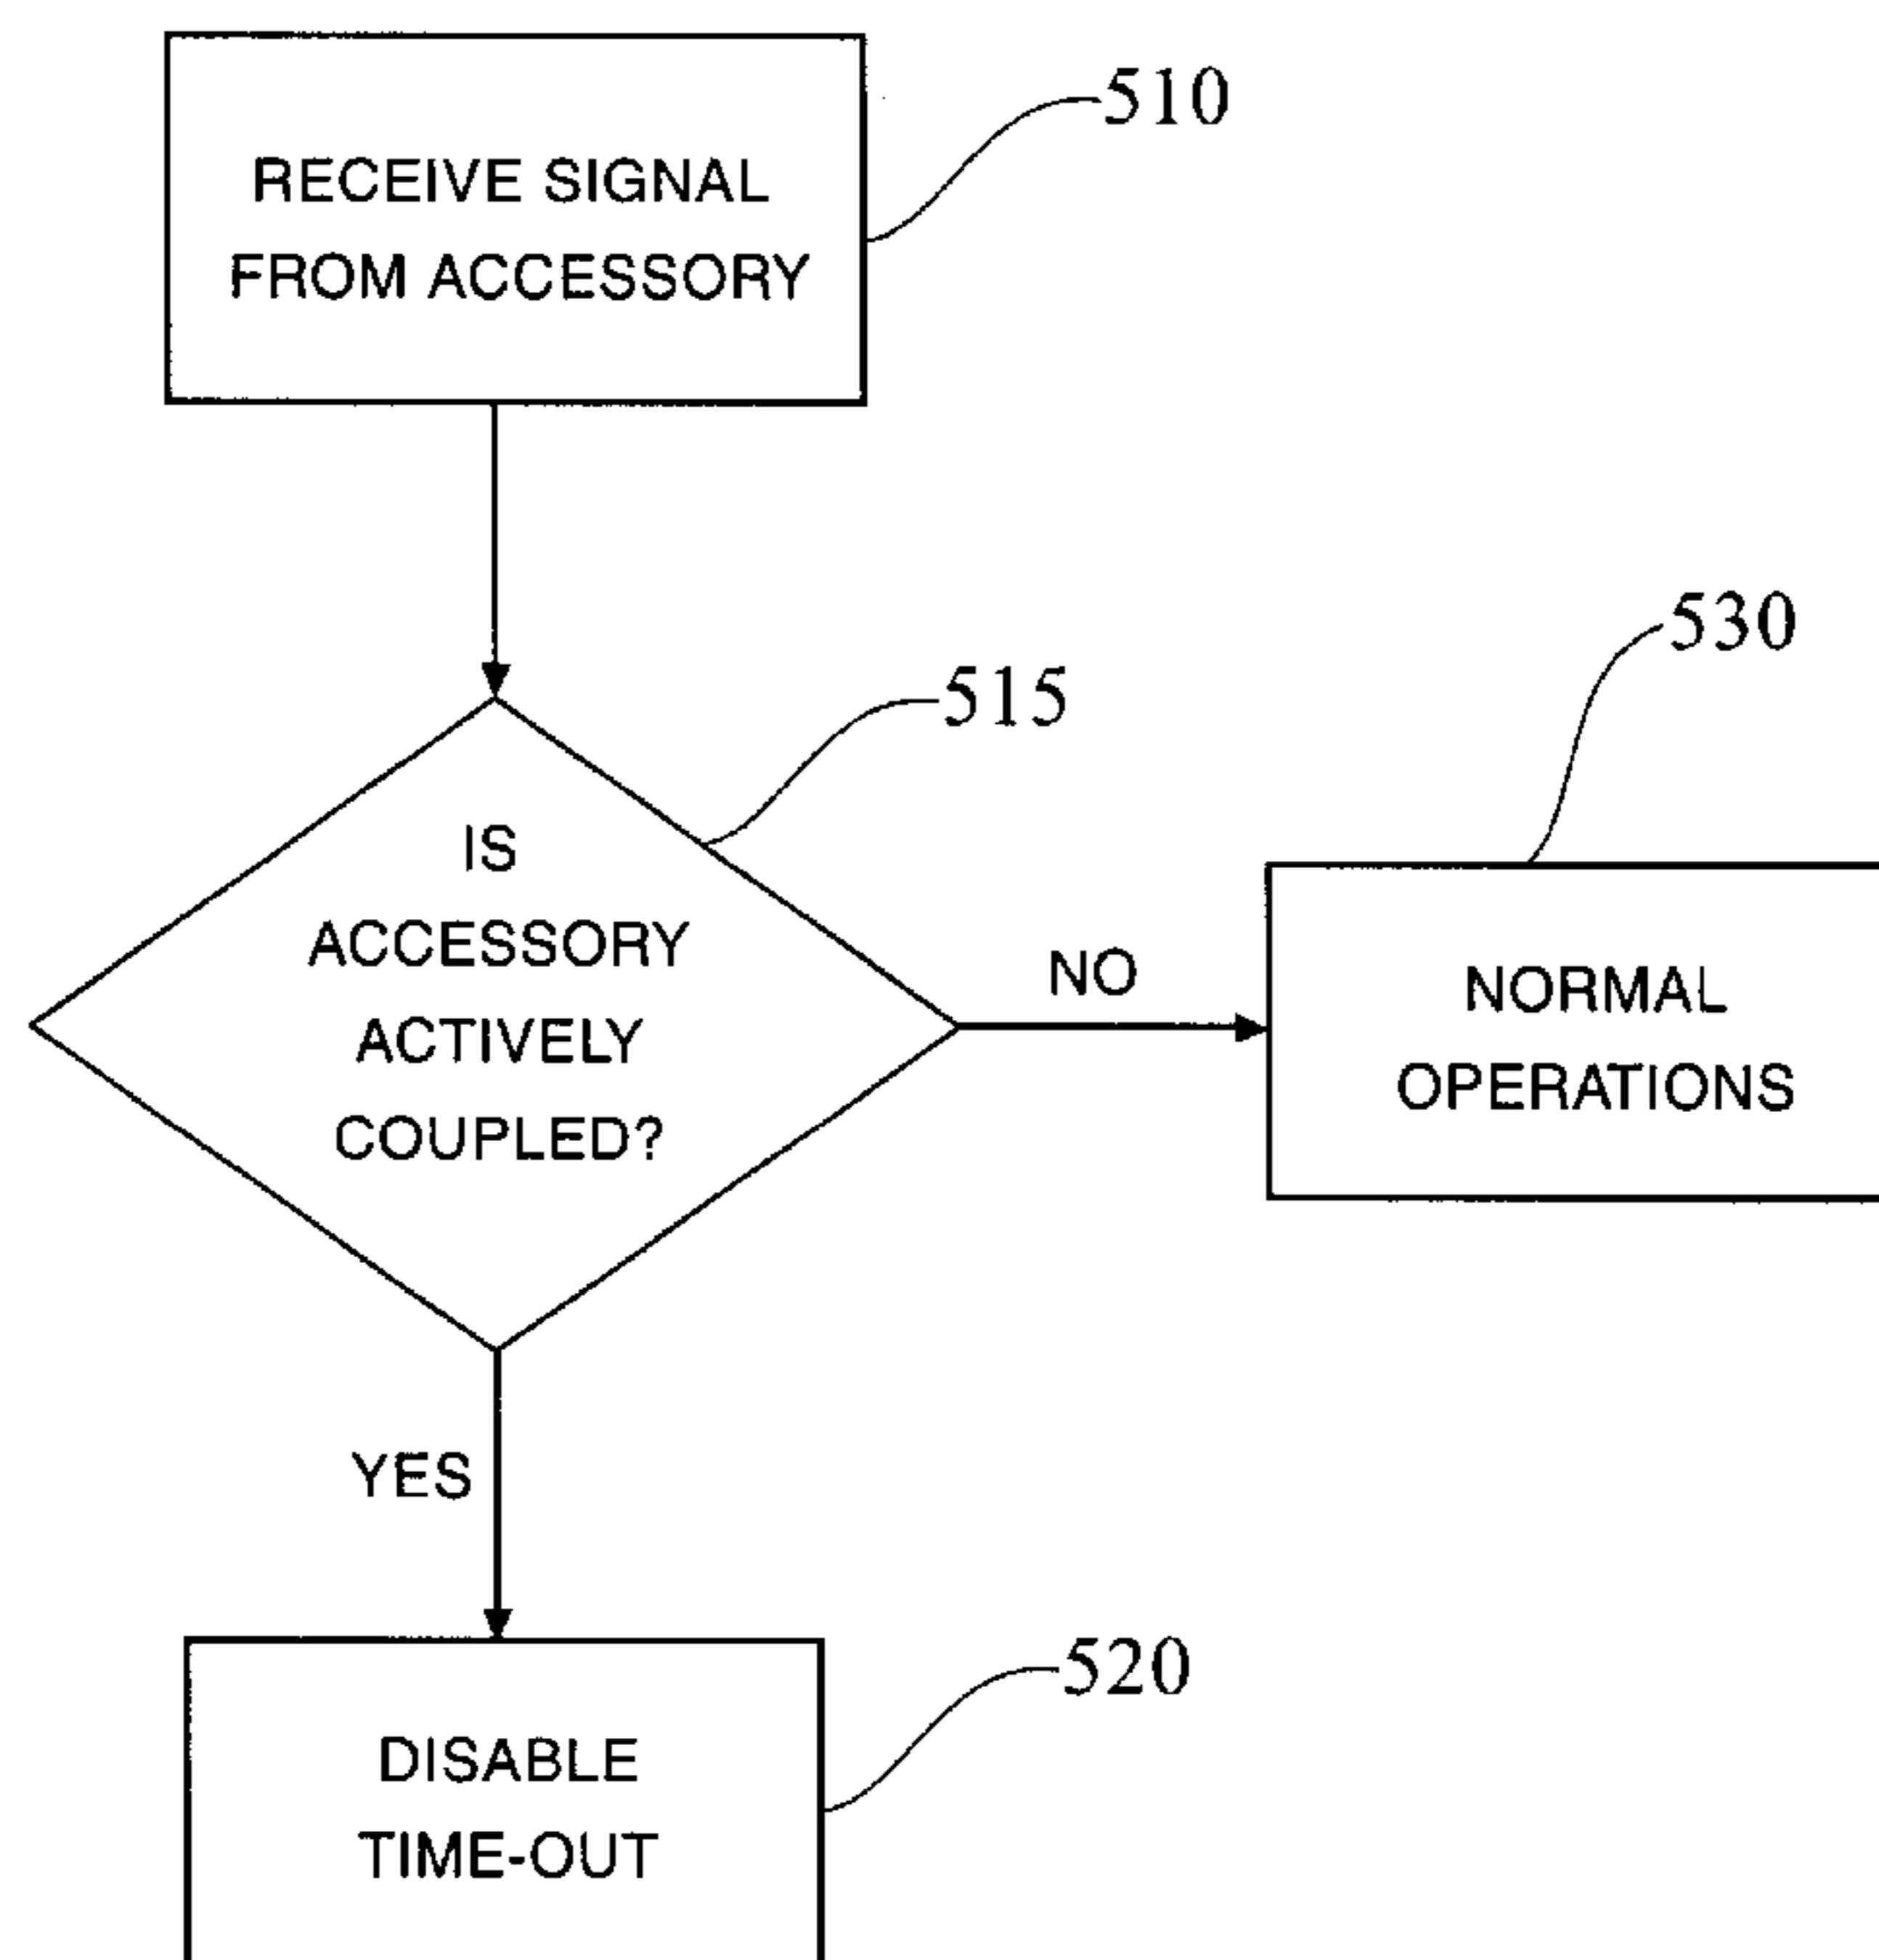 RECEIVE SIGNAL
FROM ACCESSORY
510
IS
ACCESSORY
ACTIVELY
COUPLED?
515
NO
530
NORMAL
OPERATIONS
YES
DISABLE
TIME-OUT
520